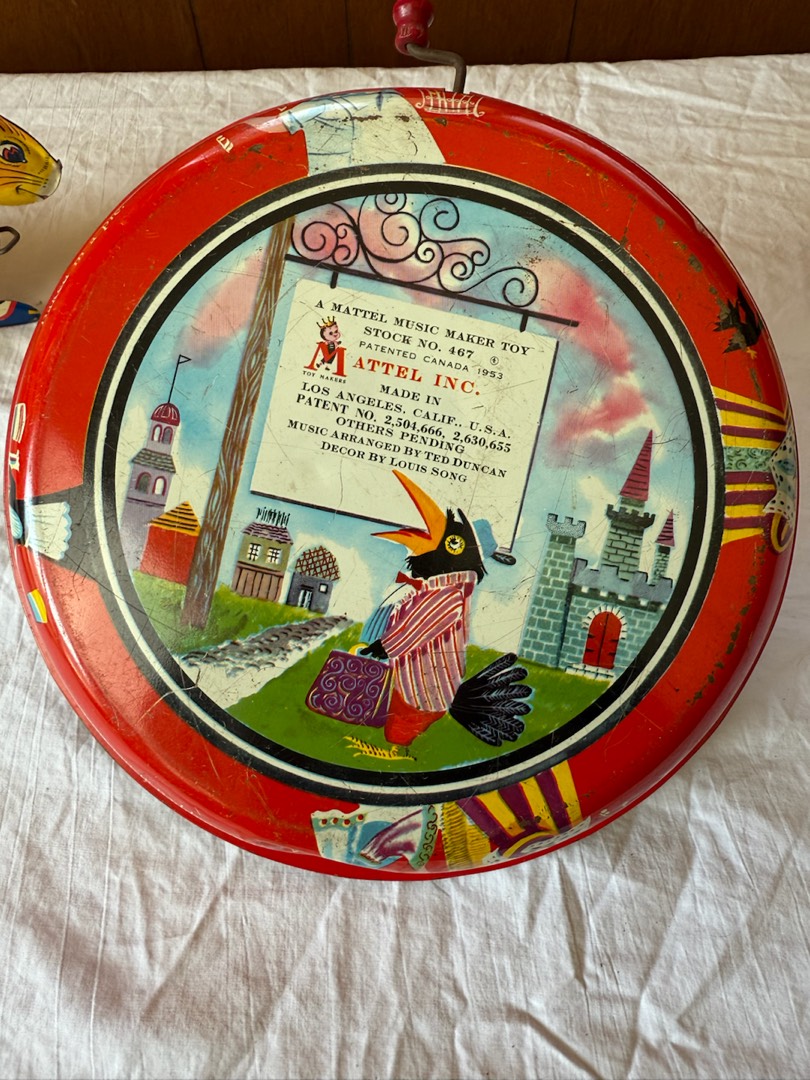 A MATTEL MUSIC MAKER TOY
STOCK NO. 467
PATENTED CANADA 1953
MATTEL INC.
TOY MAKERS
MADE IN
LOS ANGELES, CALIF., U.S.A.
PATENT NO. 2,504,666, 2,630,655
OTHERS PENDING
MUSIC ARRANGED BY TED DUNCAN
DECOR BY LOUIS SONG